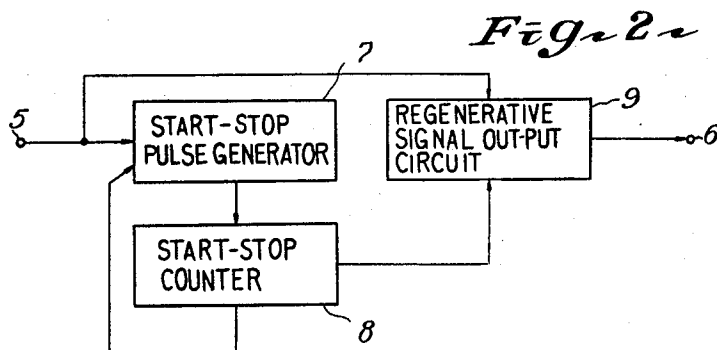 Fig. 2.
7
5
START-STOP
PULSE GENERATOR
9
REGENERATIVE
SIGNAL OUT-PUT
CIRCUIT
6
START-STOP
COUNTER
8